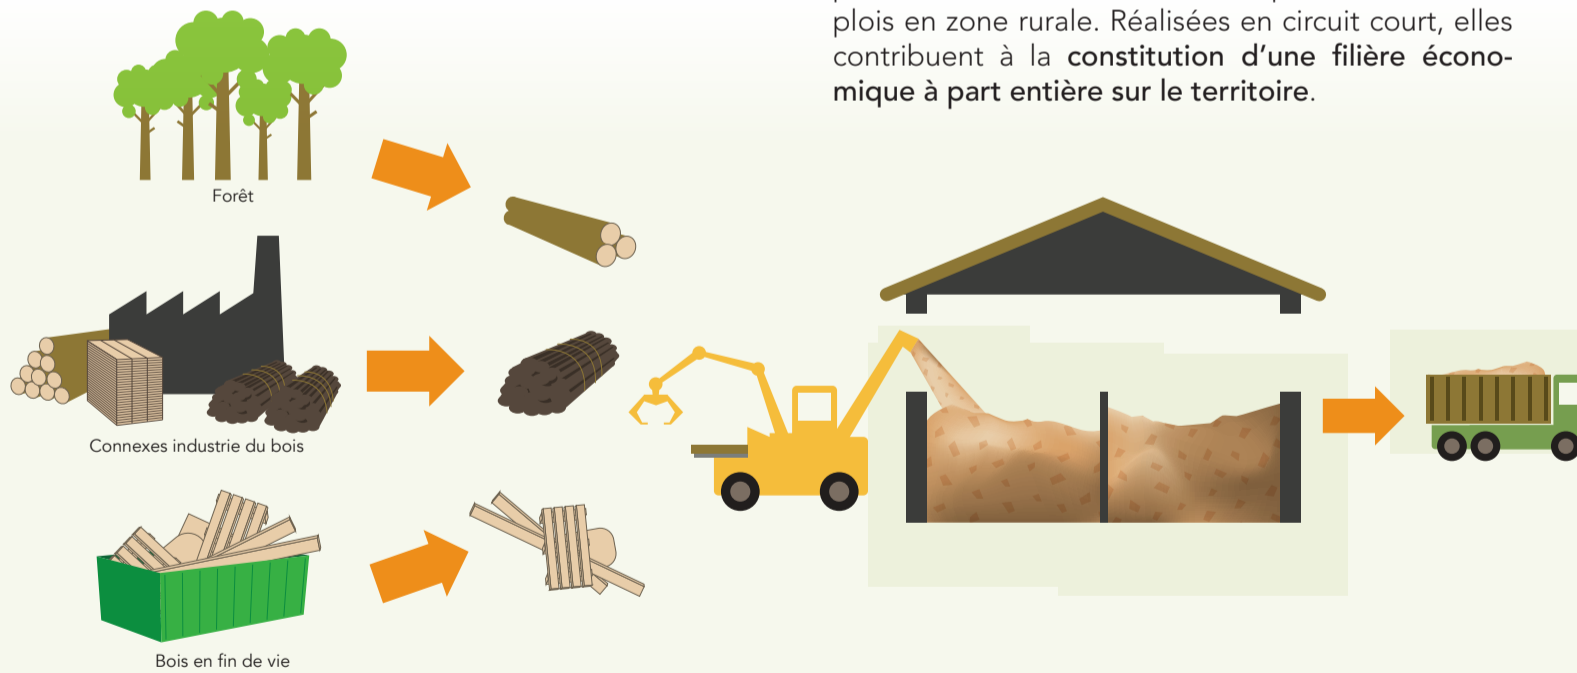 plois en zone rurale. Réalisées en circuit court, elles
contribuent à la constitution d'une filière écono-
mique à part entière sur le territoire.
Forêt
Connexes industrie du bois
Bois en fin de vie